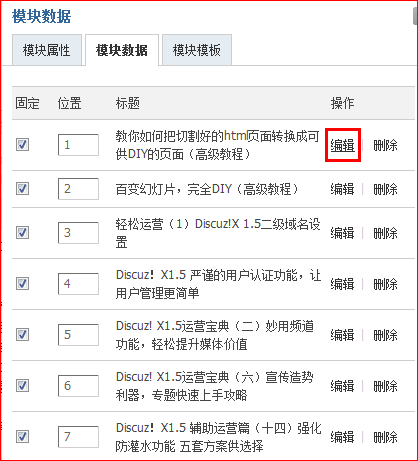 模块数据
模块属性 模块数据 模块模板
固定 位置 标题 操作
1 教你如何把切割好的html页面转换成可 编辑 删除
供DIY的页面（高级教程）
2 百变幻灯片，完全DIY（高级教程） 编辑 删除
3 轻松运营（1）Discuz!X 1.5二级域名设 编辑 删除
置
4 Discuz！X1.5 严谨的用户认证功能，让 编辑 删除
用户管理更简单
5 Discuz! X1.5运营宝典（二）妙用频道 编辑 删除
功能，轻松提升媒体价值
6 Discuz! X1.5运营宝典（六）宣传造势 编辑 删除
利器，专题快速上手攻略
7 Discuz！X1.5 辅助运营篇（十四）强化 编辑 删除
防灌水功能 五套方案供选择